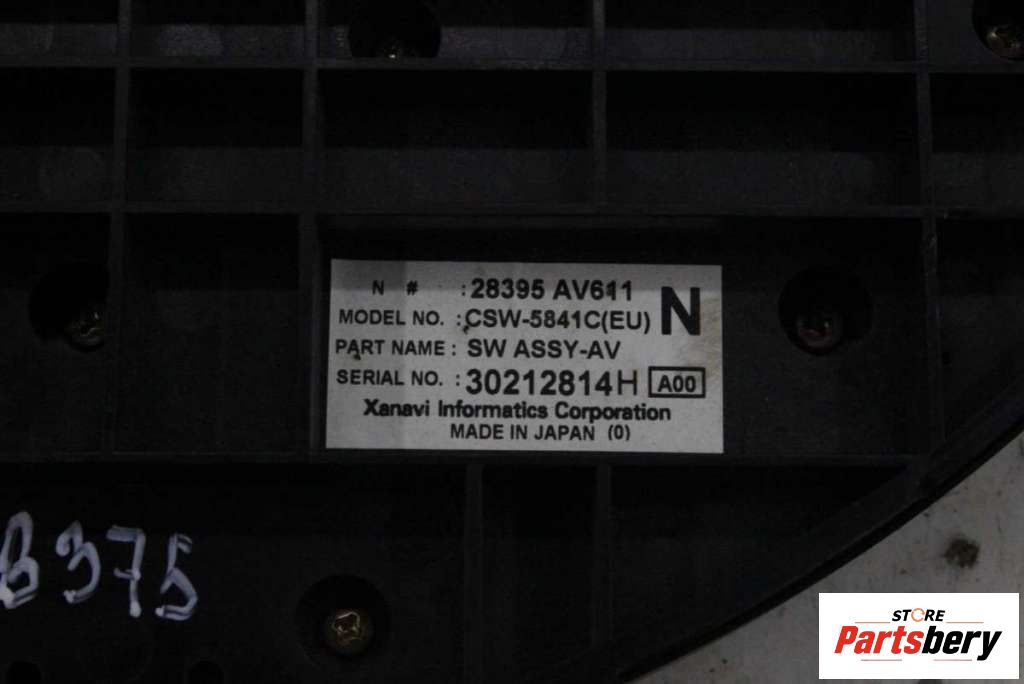 N # : 28395 AV611
N
MODEL NO. : CSW-5841C(EU)
PART NAME : SW ASSY-AV
SERIAL NO. : 30212814H A00
Xanavi Informatics Corporation
MADE IN JAPAN (0)
B375
STORE
Partsbery